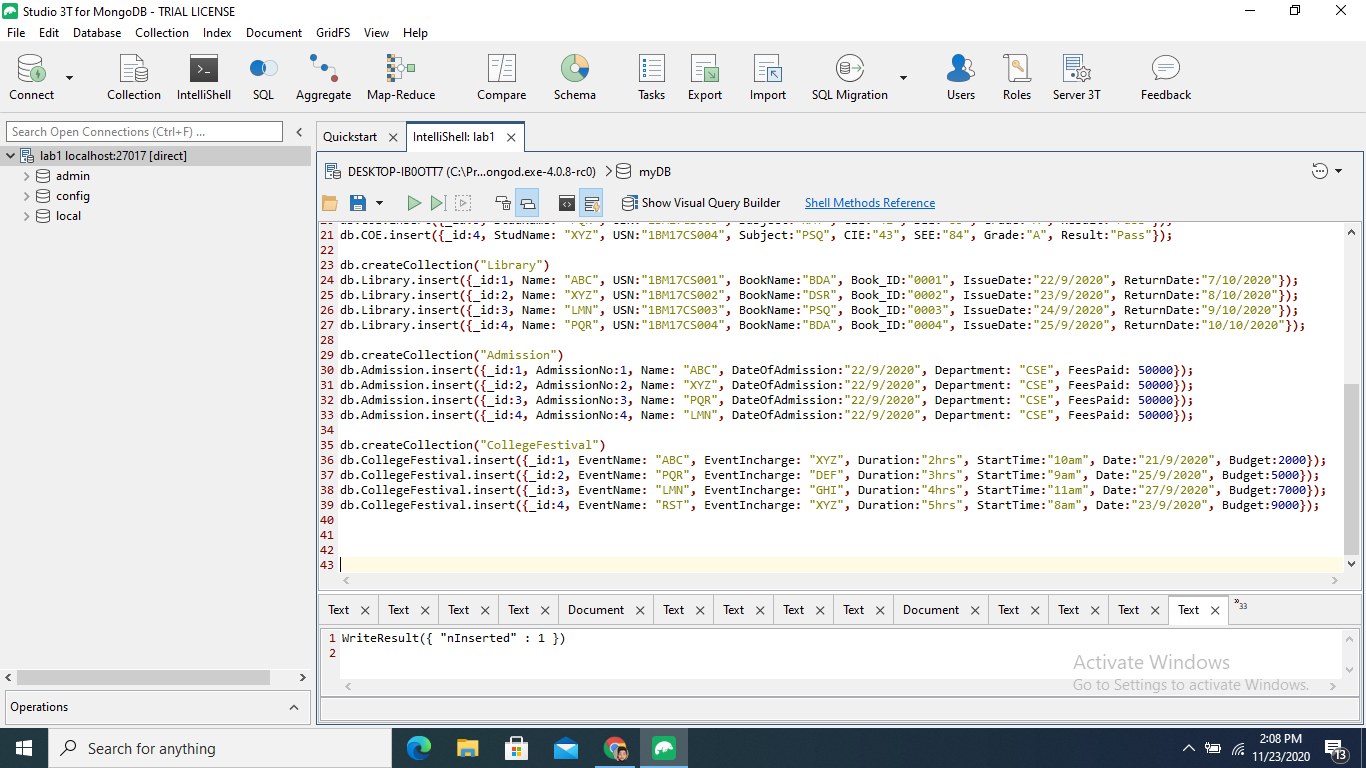 Studio 3T for MongoDB - TRIAL LICENSE
File Edit Database Collection Index Document GridFS View Help
Connect Collection IntelliShell SQL Aggregate Map-Reduce Compare Schema Tasks Export Import SQL Migration Users Roles Server 3T Feedback
Search Open Connections (Ctrl+F) ...
Quickstart IntelliShell: lab1
lab1 localhost:27017 [direct]
admin
config
local
DESKTOP-IB0OTT7 (C:\Pr...ongod.exe-4.0.8-rc0) myDB
Show Visual Query Builder Shell Methods Reference
21 db.COE.insert({_id:4, StudName: "XYZ", USN:"1BM17CS004", Subject:"PSQ", CIE:"43", SEE:"84", Grade:"A", Result:"Pass"});
22
23 db.createCollection("Library")
24 db.Library.insert({_id:1, Name: "ABC", USN:"1BM17CS001", BookName:"BDA", Book_ID:"0001", IssueDate:"22/9/2020", ReturnDate:"7/10/2020"});
25 db.Library.insert({_id:2, Name: "XYZ", USN:"1BM17CS002", BookName:"DSR", Book_ID:"0002", IssueDate:"23/9/2020", ReturnDate:"8/10/2020"});
26 db.Library.insert({_id:3, Name: "LMN", USN:"1BM17CS003", BookName:"PSQ", Book_ID:"0003", IssueDate:"24/9/2020", ReturnDate:"9/10/2020"});
27 db.Library.insert({_id:4, Name: "PQR", USN:"1BM17CS004", BookName:"BDA", Book_ID:"0004", IssueDate:"25/9/2020", ReturnDate:"10/10/2020"});
28
29 db.createCollection("Admission")
30 db.Admission.insert({_id:1, AdmissionNo:1, Name: "ABC", DateOfAdmission:"22/9/2020", Department: "CSE", FeesPaid: 50000});
31 db.Admission.insert({_id:2, AdmissionNo:2, Name: "XYZ", DateOfAdmission:"22/9/2020", Department: "CSE", FeesPaid: 50000});
32 db.Admission.insert({_id:3, AdmissionNo:3, Name: "PQR", DateOfAdmission:"22/9/2020", Department: "CSE", FeesPaid: 50000});
33 db.Admission.insert({_id:4, AdmissionNo:4, Name: "LMN", DateOfAdmission:"22/9/2020", Department: "CSE", FeesPaid: 50000});
34
35 db.createCollection("CollegeFestival")
36 db.CollegeFestival.insert({_id:1, EventName: "ABC", EventIncharge: "XYZ", Duration:"2hrs", StartTime:"10am", Date:"21/9/2020", Budget:2000});
37 db.CollegeFestival.insert({_id:2, EventName: "PQR", EventIncharge: "DEF", Duration:"3hrs", StartTime:"9am", Date:"25/9/2020", Budget:5000});
38 db.CollegeFestival.insert({_id:3, EventName: "LMN", EventIncharge: "GHI", Duration:"4hrs", StartTime:"11am", Date:"27/9/2020", Budget:7000});
39 db.CollegeFestival.insert({_id:4, EventName: "RST", EventIncharge: "XYZ", Duration:"5hrs", StartTime:"8am", Date:"23/9/2020", Budget:9000});
40
41
42
43
Text Text Text Text Document Text Text Text Text Document Text Text Text Text »33
1 WriteResult({ "nInserted" : 1 })
2
Activate Windows
Go to Settings to activate Windows.
Operations
Search for anything
2:08 PM
11/23/2020
13